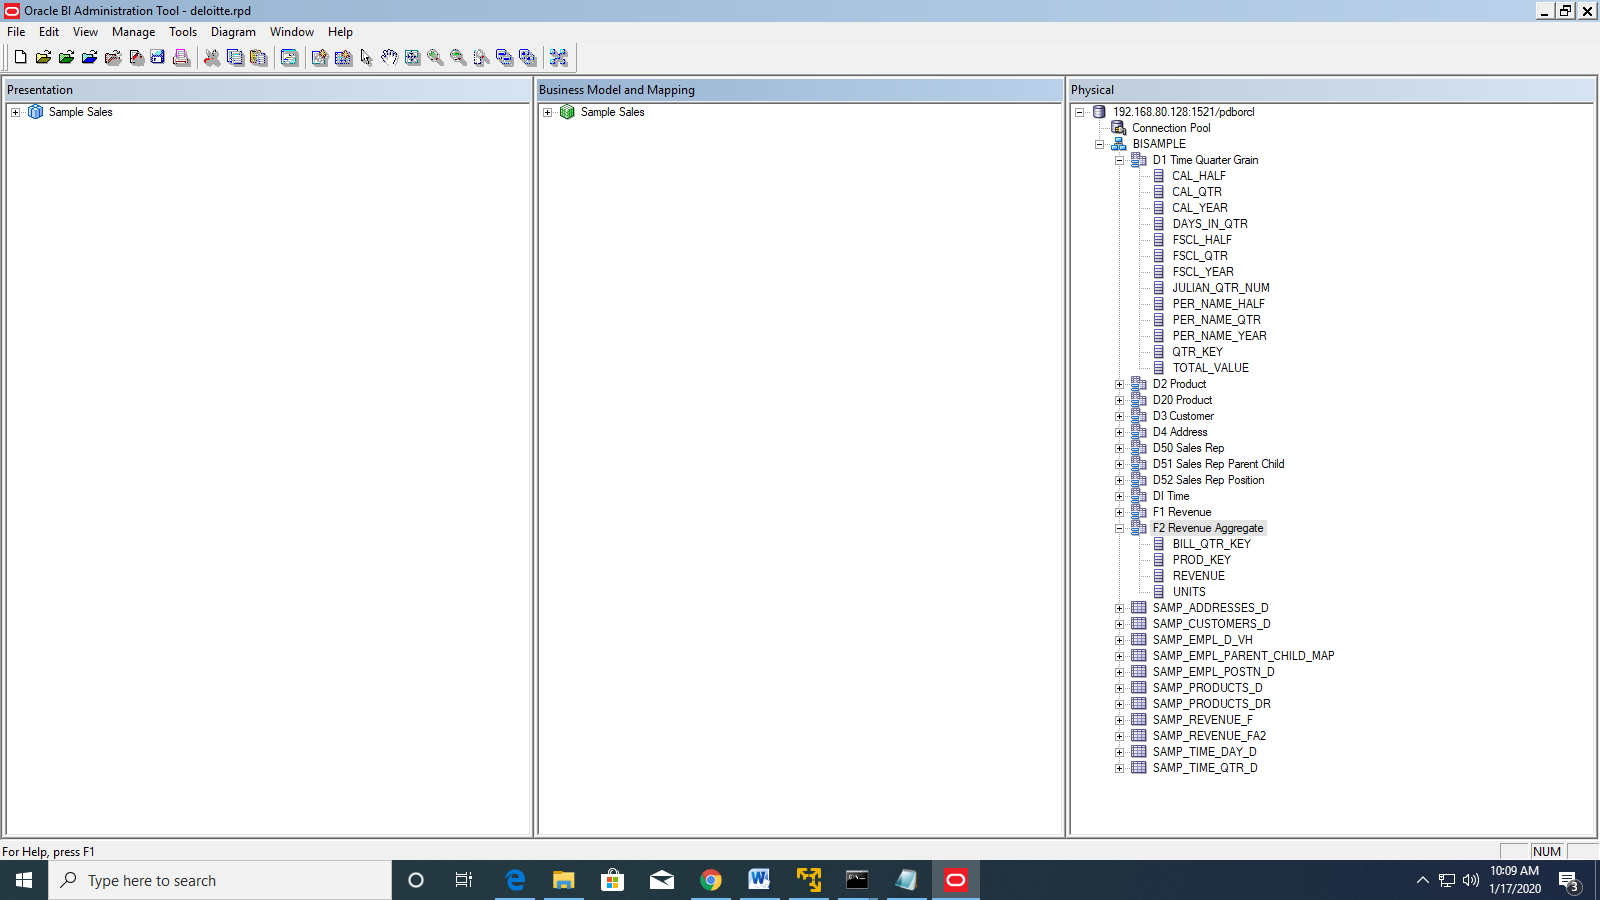 Oracle BI Administration Tool - deloitte.rpd
File Edit View Manage Tools Diagram Window Help
Presentation
Sample Sales
Business Model and Mapping
Sample Sales
Physical
192.168.80.128:1521/pdborcl
Connection Pool
BISAMPLE
D1 Time Quarter Grain
CAL_HALF
CAL_QTR
CAL_YEAR
DAYS_IN_QTR
FSCL_HALF
FSCL_QTR
FSCL_YEAR
JULIAN_QTR_NUM
PER_NAME_HALF
PER_NAME_QTR
PER_NAME_YEAR
QTR_KEY
TOTAL_VALUE
D2 Product
D20 Product
D3 Customer
D4 Address
D50 Sales Rep
D51 Sales Rep Parent Child
D52 Sales Rep Position
DI Time
F1 Revenue
F2 Revenue Aggregate
BILL_QTR_KEY
PROD_KEY
REVENUE
UNITS
SAMP_ADDRESSES_D
SAMP_CUSTOMERS_D
SAMP_EMPL_D_VH
SAMP_EMPL_PARENT_CHILD_MAP
SAMP_EMPL_POSTN_D
SAMP_PRODUCTS_D
SAMP_PRODUCTS_DR
SAMP_REVENUE_F
SAMP_REVENUE_FA2
SAMP_TIME_DAY_D
SAMP_TIME_QTR_D
For Help, press F1
NUM
Type here to search
10:09 AM
1/17/2020
3